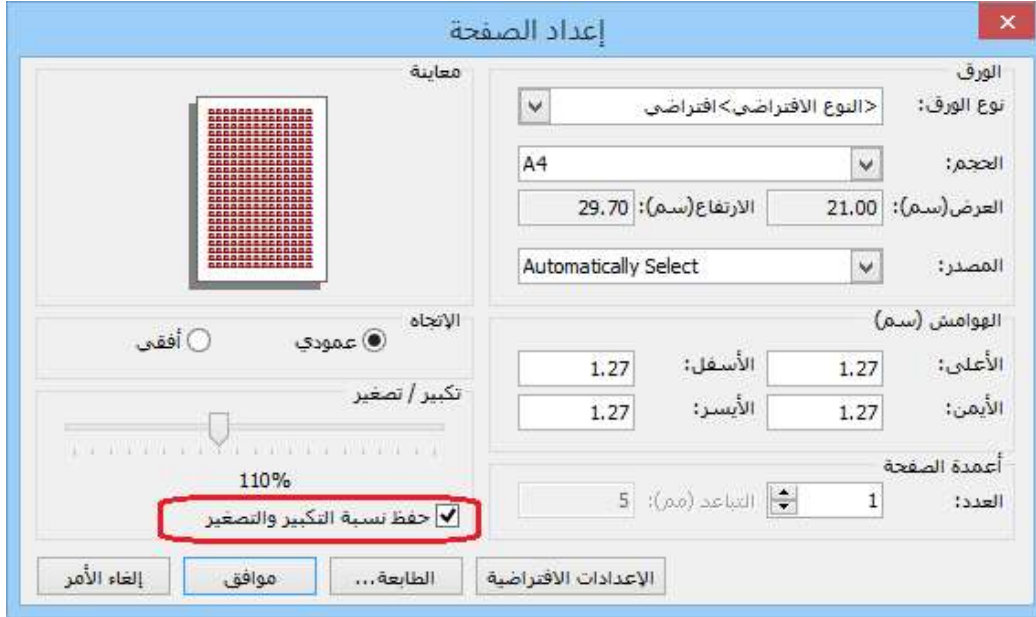 إعداد الصفحة
الورق
نوع الورق: <النوع الافتراضي>افتراضي
الحجم: A4
العرض(سم): 21.00 الارتفاع(سم): 29.70
المصدر: Automatically Select
الهوامش (سم)
الأعلى: 1.27 الأسفل: 1.27
الأيمن: 1.27 الأيسر: 1.27
أعمدة الصفحة
العدد: 1 التباعد (مم): 5
معاينة
الإتجاه
عمودي أفقي
تكبير / تصغير
110%
حفظ نسبة التكبير والتصغير
الإعدادات الافتراضية الطابعة... موافق إلغاء الأمر